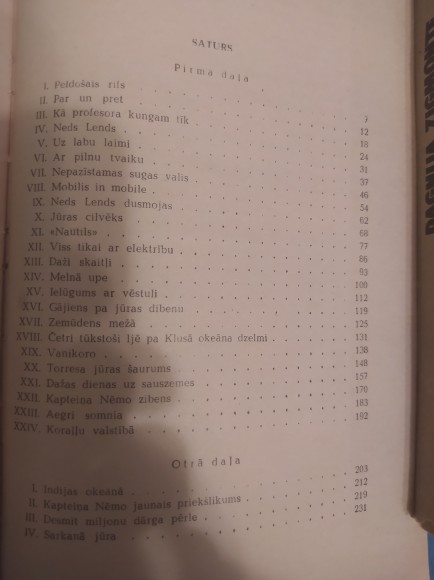 SATURS
Pirmā daļa
I. Peldošais rifs 7
II. Par un pret 12
III. Kā profesora kungam tīk 18
IV. Neds Lends 24
V. Uz labu laimi 31
VI. Ar pilnu tvaiku 37
VII. Nepazīstamas sugas valis 46
VIII. Mobilis in mobile 54
IX. Neds Lends dusmojas 62
X. Jūras cilvēks 68
XI. «Nautils» 77
XII. Viss tikai ar elektrību 86
XIII. Daži skaitļi 93
XIV. Melnā upe 100
XV. Ielūgums ar vēstuli 112
XVI. Gājiens pa jūras dibenu 119
XVII. Zemūdens mežā 125
XVIII. Četri tūkstoši ljē pa Klusā okeāna dzelmi 131
XIX. Vanikoro 138
XX. Torresa jūras šaurums 148
XXI. Dažas dienas uz sauszemes 157
XXII. Kapteiņa Nēmo zibens 170
XXIII. Aegri somnia 183
XXIV. Koraļļu valstībā 192
Otrā daļa
I. Indijas okeānā 203
II. Kapteiņa Nēmo jaunais priekšlikums 212
III. Desmit miljonu dārga pērle 219
IV. Sarkanā jūra 231
DAGNIJA ZIGMONTE